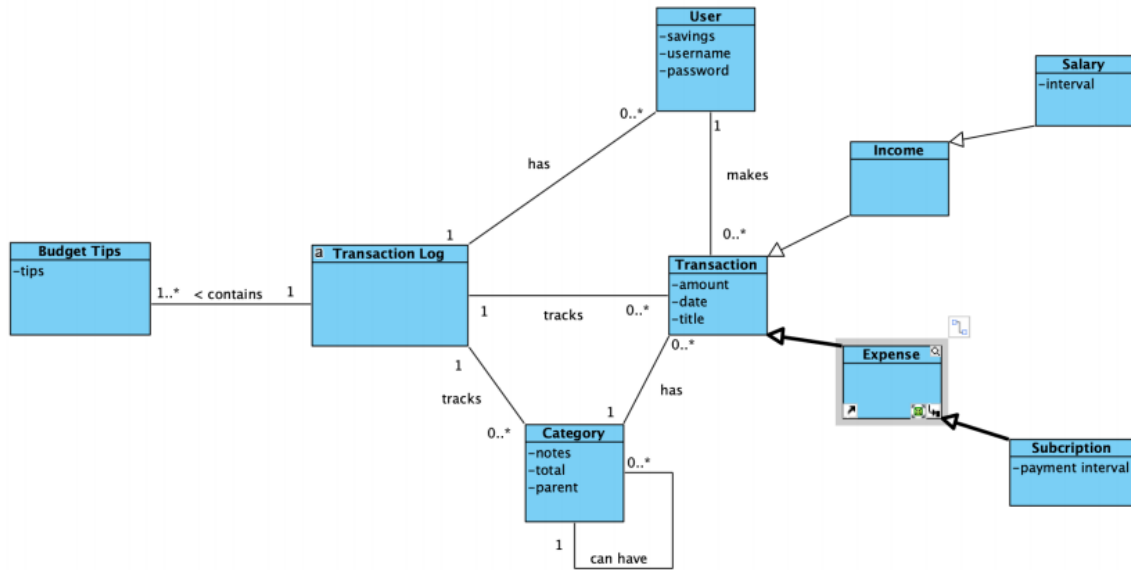 User
-savings
-username
-password
Salary
-interval
0..*
1
Income
has
makes
1
0..*
Budget Tips
-tips
a Transaction Log
Transaction
-amount
-date
-title
1..* < contains 1
1
tracks
0..*
0..*
Expense
1
tracks
has
1
0..*
Category
-notes
-total
-parent
0..*
Subcription
-payment interval
1
can have